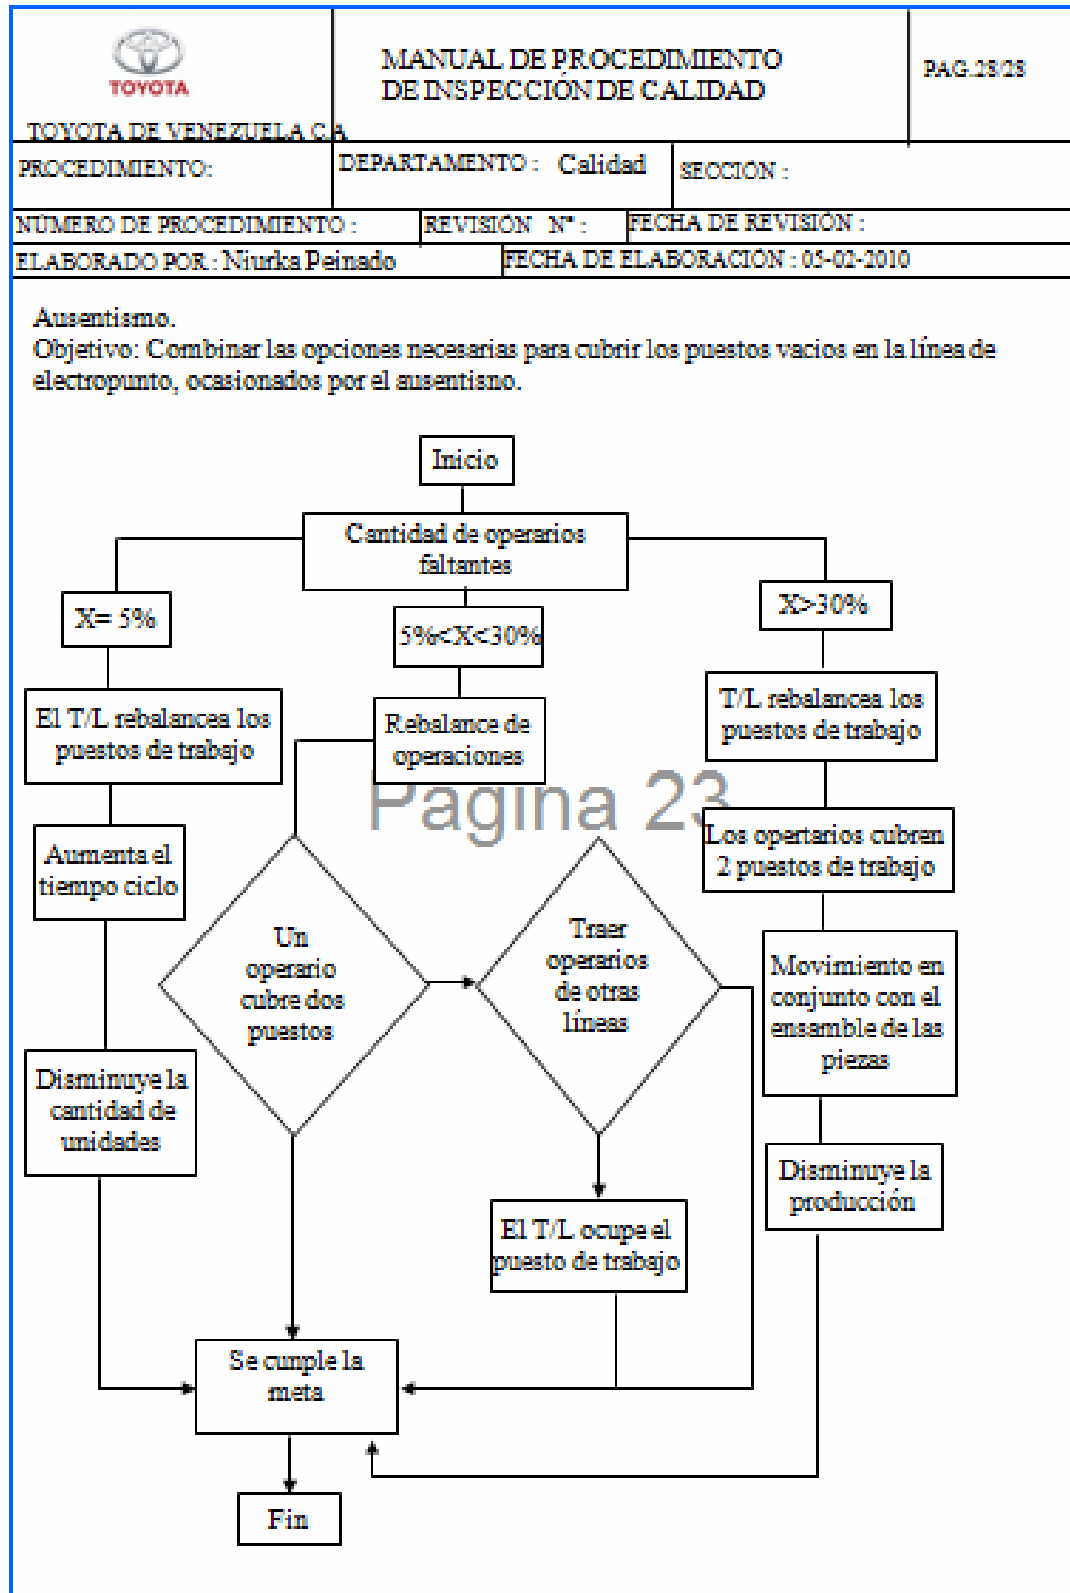 TOYOTA
TOYOTA DE VENEZUELA C.A
MANUAL DE PROCEDIMIENTO
DE INSPECCIÓN DE CALIDAD
PAG.28/28
PROCEDIMIENTO:
DEPARTAMENTO : Calidad
SECCIÓN :
NÚMERO DE PROCEDIMIENTO :
REVISIÓN N° :
FECHA DE REVISIÓN :
ELABORADO POR : Niurka Peinado
FECHA DE ELABORACIÓN : 05-02-2010
Ausentismo.
Objetivo: Combinar las opciones necesarias para cubrir los puestos vacios en la línea de
electropunto, ocasionados por el ausentisno.
Inicio
Cantidad de operarios
faltantes
X= 5%
5%<X<30%
X>30%
El T/L rebalancea los
puestos de trabajo
Rebalance de
operaciones
T/L rebalancea los
puestos de trabajo
Pagina 23
Aumenta el
tiempo ciclo
Los opertarios cubren
2 puestos de trabajo
Un
operario
cubre dos
puestos
Traer
operarios
de otras
líneas
Movimiento en
conjunto con el
ensamble de las
piezas
Disminuye la
cantidad de
unidades
Disminuye la
producción
El T/L ocupe el
puesto de trabajo
Se cunple la
meta
Fin